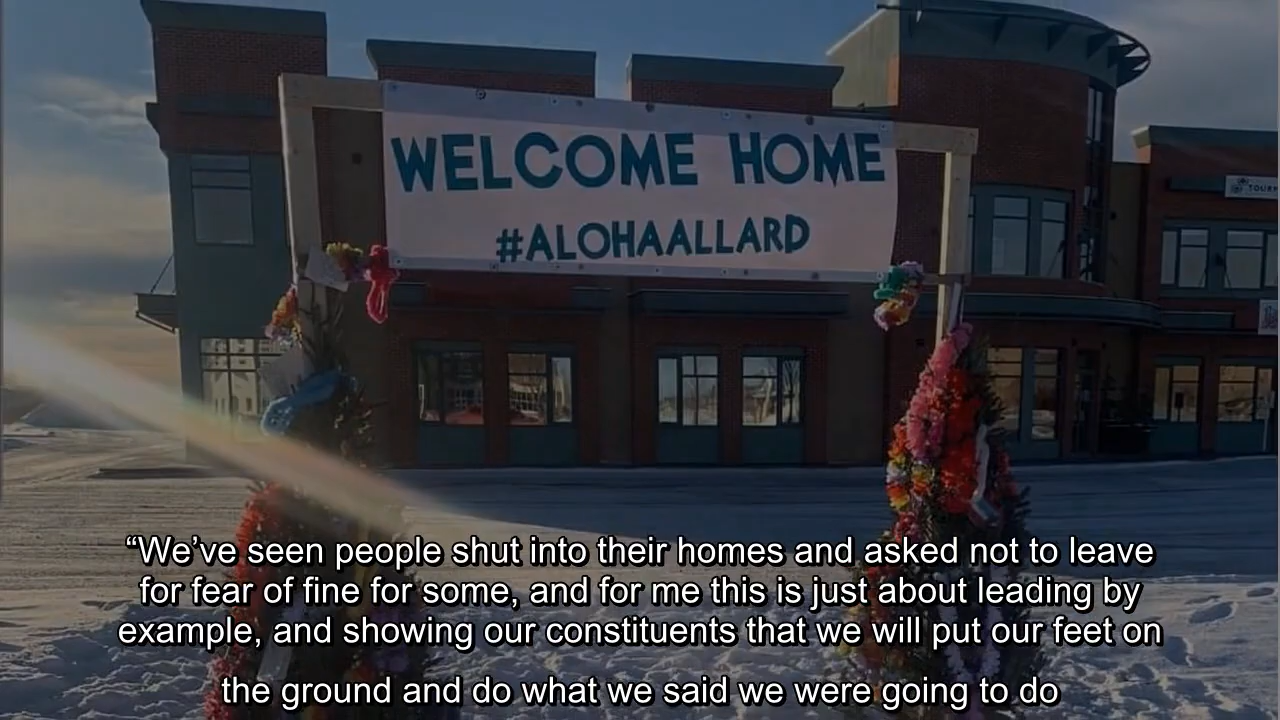 WELCOME HOME
#ALOHAALLARD
“We’ve seen people shut into their homes and asked not to leave
for fear of fine for some, and for me this is just about leading by
example, and showing our constituents that we will put our feet on
the ground and do what we said we were going to do